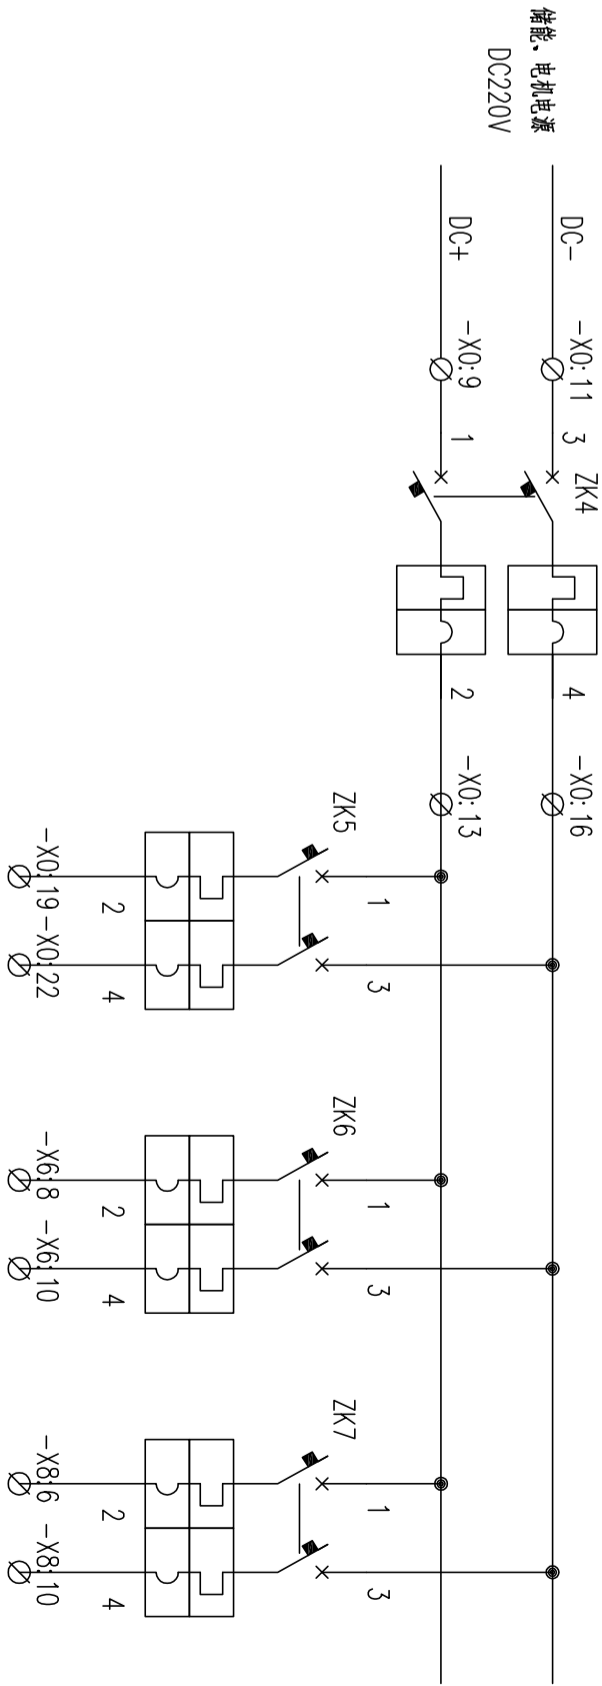 储能、电机电源
DC220V
DC-
-X0:11
3
ZK4
4
-X0:16
DC+
-X0:9
1
2
-X0:13
ZK5
1
3
2
4
-X0:19
-X0:22
ZK6
1
3
2
4
-X6:8
-X6:10
ZK7
1
3
2
4
-X8:6
-X8:10